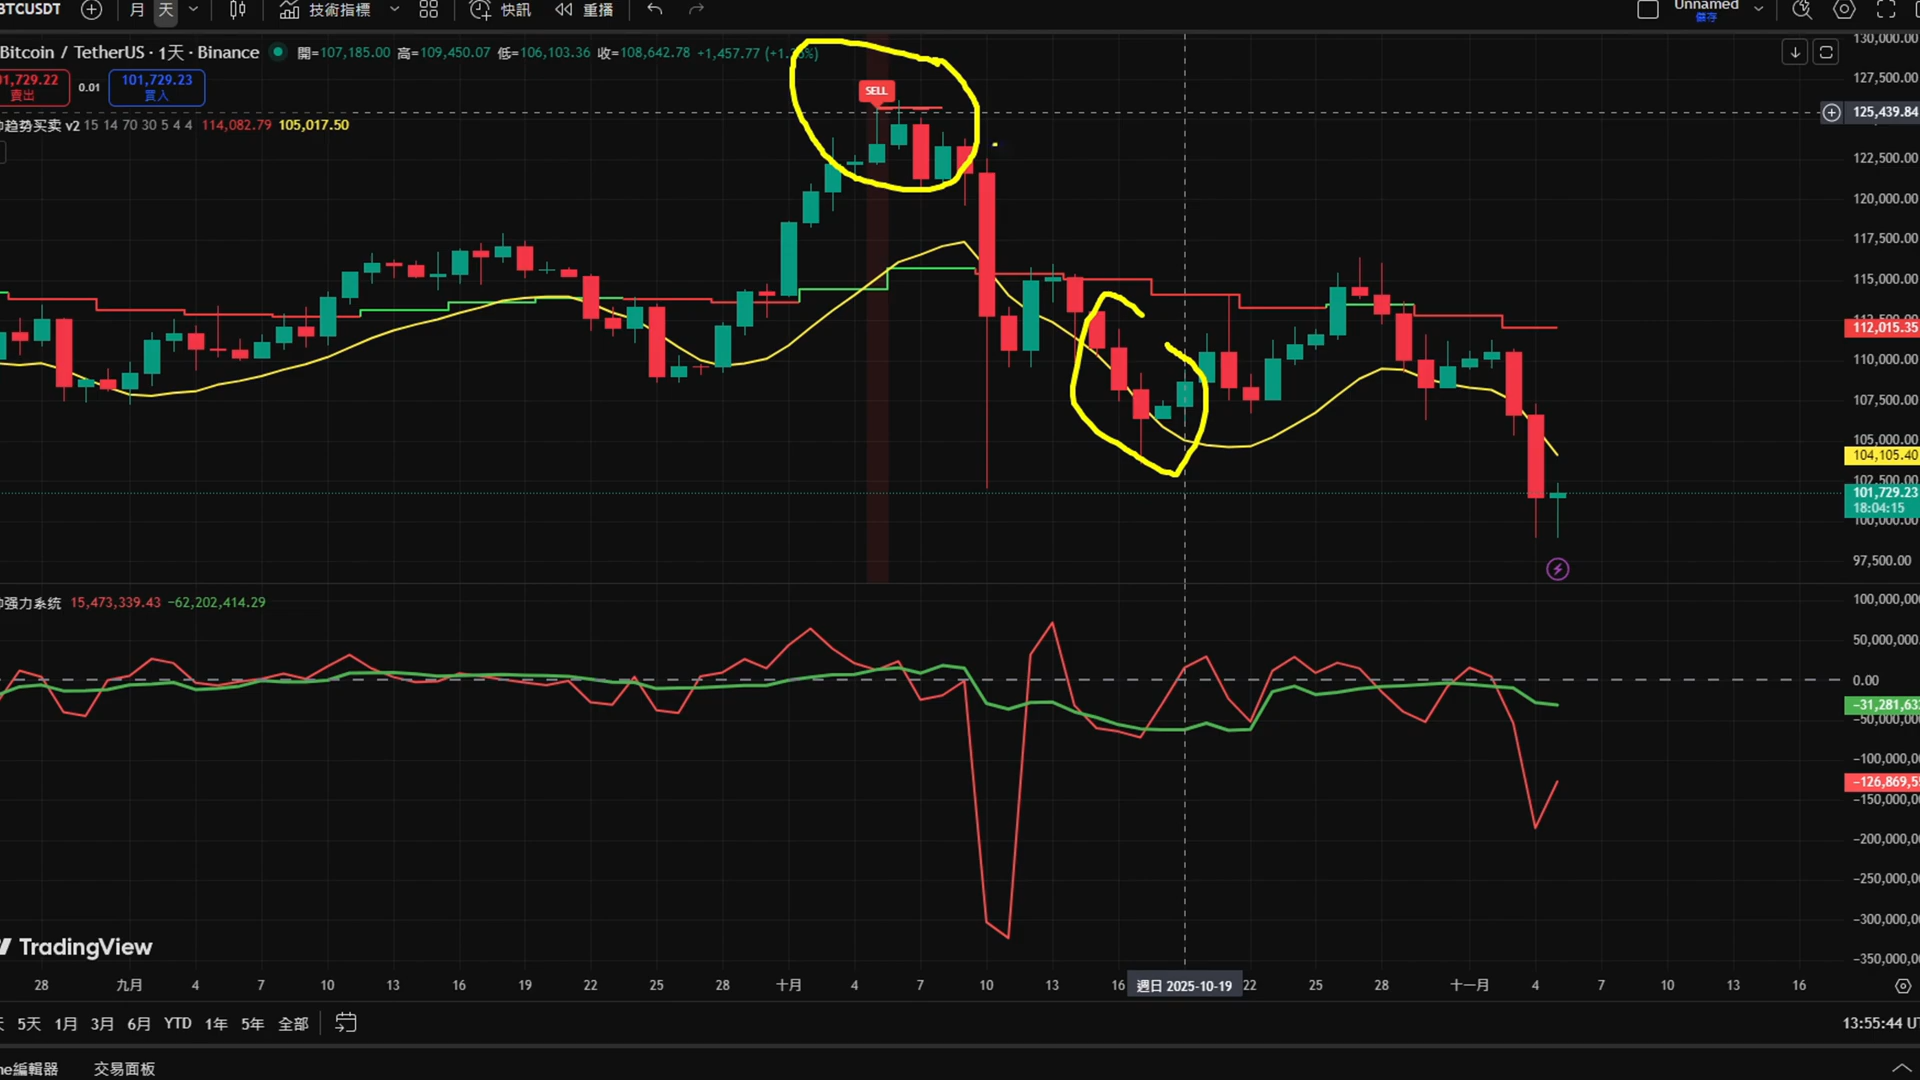 BTCUSDT 月 天 技術指標 快訊 重播 Unnamed
儲存
Bitcoin / TetherUS · 1天 · Binance 開=107,185.00 高=109,450.07 低=106,103.36 收=108,642.78 +1,457.77
101,729.22
賣出
0.01
101,729.23
買入
趋势买卖 v2 15 14 70 30 5 4 4 114,082.79 105,017.50
SELL
130,000.00
127,500.00
125,439.84
122,500.00
120,000.00
117,500.00
115,000.00
112,015.35
110,000.00
107,500.00
105,000.00
104,105.40
102,500.00
101,729.23
18:04:15
100,000.00
97,500.00
强力系统 15,473,339.43 −62,202,414.29
100,000,00
50,000,000
0.00
−31,281,63
−50,000,00
−100,000,0
−126,869,5
−150,000,0
−200,000,0
−250,000,0
−300,000,0
−350,000,0
TradingView
28 九月 4 7 10 13 16 19 22 25 28 十月 4 7 10 13 16 週日 2025-10-19 22 25 28 十一月 4 7 10 13 16
5天 1月 3月 6月 YTD 1年 5年 全部 13:55:44 UT
ne編輯器 交易面板